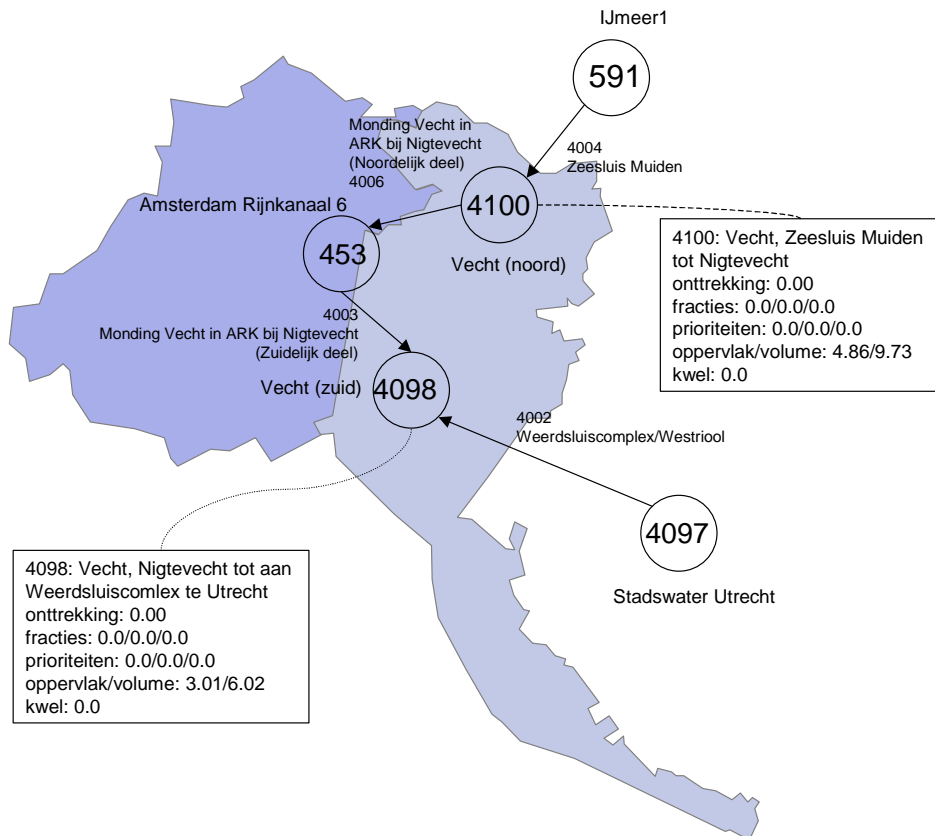 IJmeer1
591
Monding Vecht in
ARK bij Nigtevecht
(Noordelijk deel)
4006
4004
Zeesluis Muiden
Amsterdam Rijnkanaal 6
4100
453
Vecht (noord)
4100: Vecht, Zeesluis Muiden
tot Nigtevecht
onttrekking: 0.00
fracties: 0.0/0.0/0.0
prioriteiten: 0.0/0.0/0.0
oppervlak/volume: 4.86/9.73
kwel: 0.0
4003
Monding Vecht in ARK bij Nigtevecht
(Zuidelijk deel)
Vecht (zuid)
4098
4002
Weerdsluiscomplex/Westriool
4097
Stadswater Utrecht
4098: Vecht, Nigtevecht tot aan
Weerdsluiscomlex te Utrecht
onttrekking: 0.00
fracties: 0.0/0.0/0.0
prioriteiten: 0.0/0.0/0.0
oppervlak/volume: 3.01/6.02
kwel: 0.0